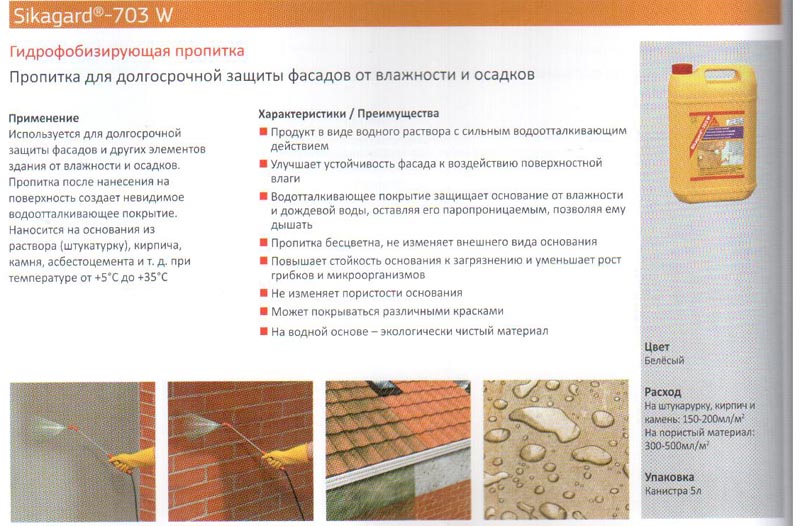 Sikagard®-703 W
Гидрофобизирующая пропитка
Пропитка для долгосрочной защиты фасадов от влажности и осадков
Применение
Используется для долгосрочной
защиты фасадов и других элементов
здания от влажности и осадков.
Пропитка после нанесения на
поверхность создает невидимое
водоотталкивающее покрытие.
Наносится на основания из
раствора (штукатурку), кирпича,
камня, асбестоцемента и т. д. при
температуре от +5°C до +35°C
Характеристики / Преимущества
Продукт в виде водного раствора с сильным водоотталкивающим
действием
Улучшает устойчивость фасада к воздействию поверхностной
влаги
Водотталкивающее покрытие защищает основание от влажности
и дождевой воды, оставляя его паропроницаемым, позволяя ему
дышать
Пропитка бесцветна, не изменяет внешнего вида основания
Повышает стойкость основания к загрязнению и уменьшает рост
грибков и микроорганизмов
Не изменяет пористости основания
Может покрываться различными красками
На водной основе – экологически чистый материал
Цвет
Белёсый
Расход
На штукарурку, кирпич и
камень: 150-200мл/м²
На пористый материал:
300-500мл/м²
Упаковка
Канистра 5л